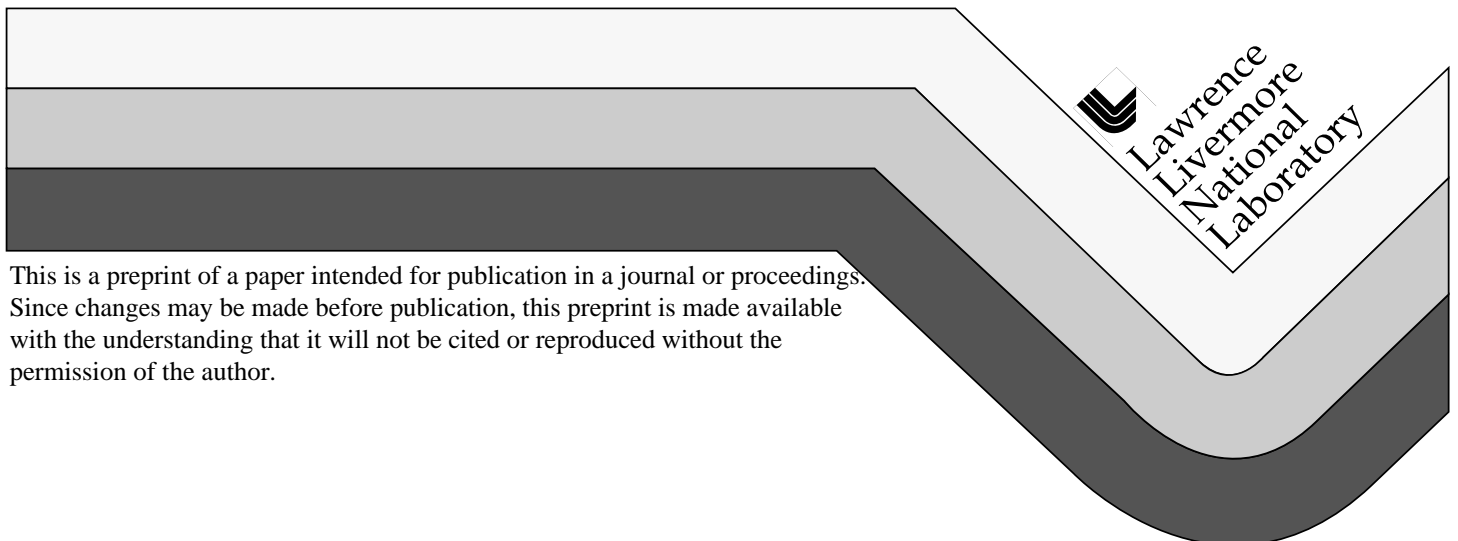 Lawrence
Livermore
National
Laboratory
This is a preprint of a paper intended for publication in a journal or proceedings.
Since changes may be made before publication, this preprint is made available
with the understanding that it will not be cited or reproduced without the
permission of the author.